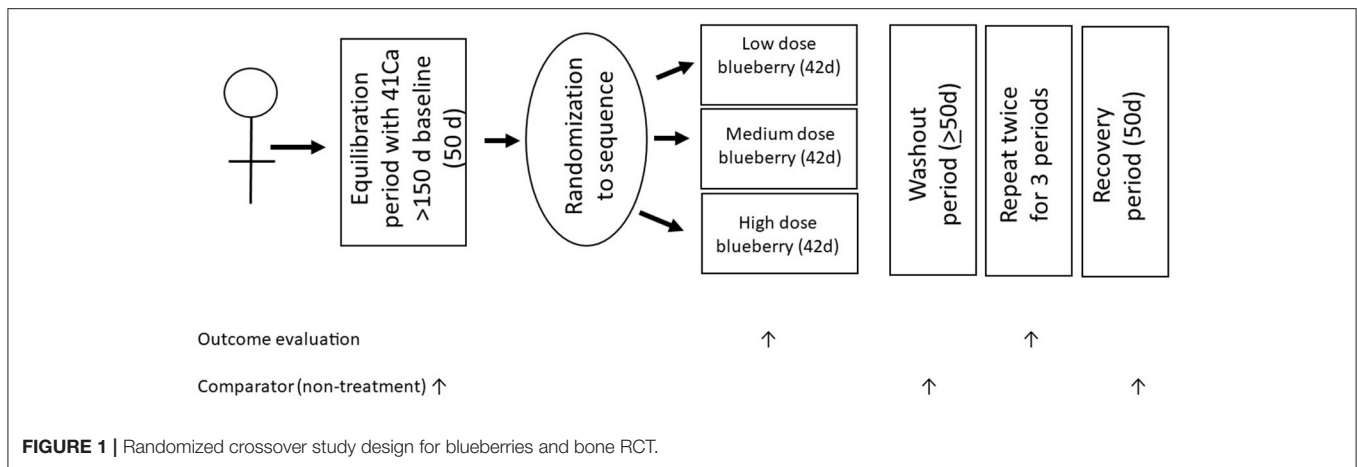 Equilibration
period with 41Ca
>150 d baseline
(50 d)
Randomization
to sequence
Low dose
blueberry (42d)
Medium dose
blueberry (42d)
High dose
blueberry (42d)
Washout
period (≥50d)
Repeat twice
for 3 periods
Recovery
period (50d)
Outcome evaluation ↑ ↑
Comparator (non-treatment) ↑ ↑ ↑
FIGURE 1 | Randomized crossover study design for blueberries and bone RCT.